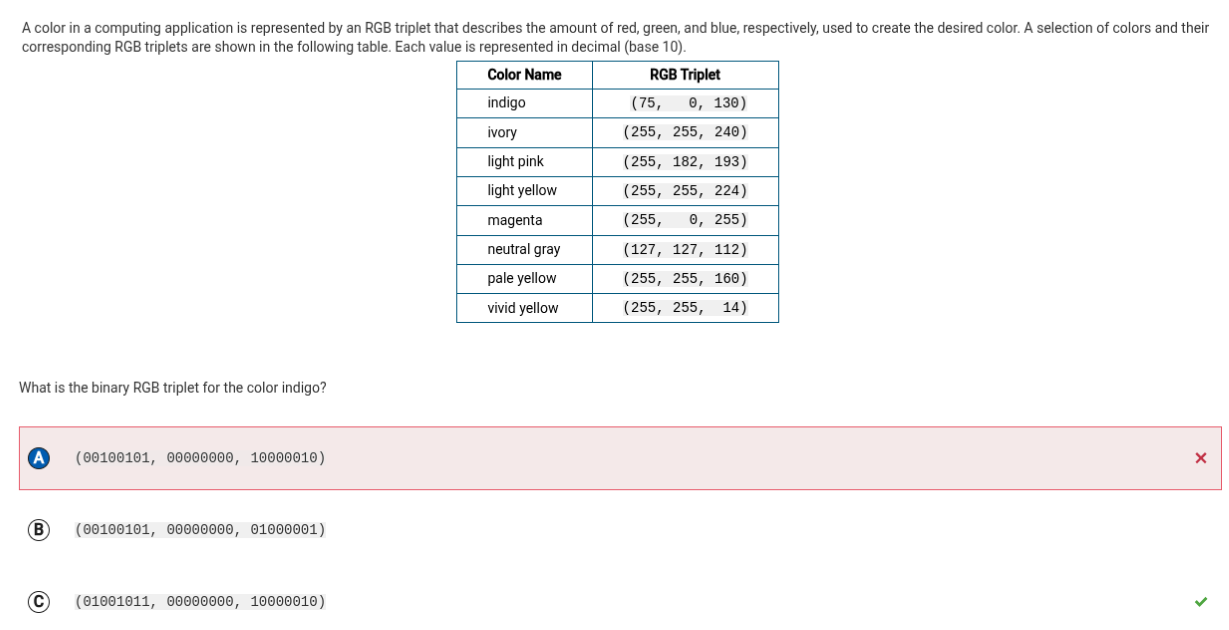 A color in a computing application is represented by an RGB triplet that describes the amount of red, green, and blue, respectively, used to create the desired color. A selection of colors and their
corresponding RGB triplets are shown in the following table. Each value is represented in decimal (base 10).
Color Name RGB Triplet
indigo (75, 0, 130)
ivory (255, 255, 240)
light pink (255, 182, 193)
light yellow (255, 255, 224)
magenta (255, 0, 255)
neutral gray (127, 127, 112)
pale yellow (255, 255, 160)
vivid yellow (255, 255, 14)
What is the binary RGB triplet for the color indigo?
A (00100101, 00000000, 10000010)
B (00100101, 00000000, 01000001)
C (01001011, 00000000, 10000010)